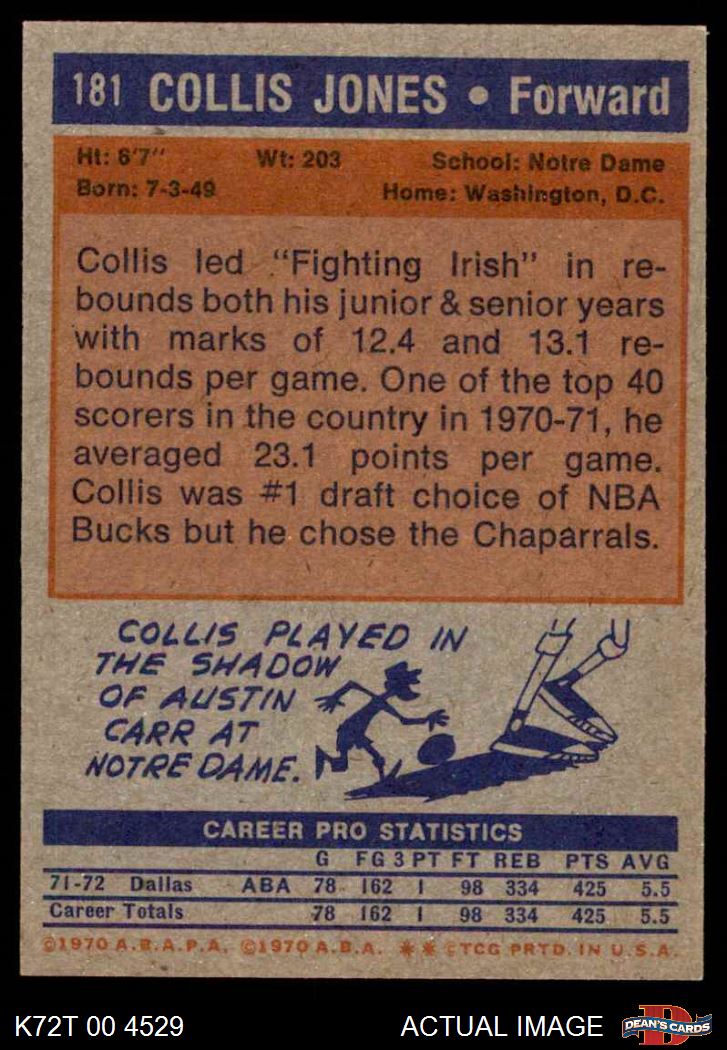 181 COLLIS JONES • Forward
Ht: 6'7" Wt: 203 School: Notre Dame
Born: 7-3-49 Home: Washington, D.C.
Collis led "Fighting Irish" in re-
bounds both his junior & senior years
with marks of 12.4 and 13.1 re-
bounds per game. One of the top 40
scorers in the country in 1970-71, he
averaged 23.1 points per game.
Collis was #1 draft choice of NBA
Bucks but he chose the Chaparrals.
COLLIS PLAYED IN
THE SHADOW
OF AUSTIN
CARR AT
NOTRE DAME.
CAREER PRO STATISTICS
G FG 3 PT FT REB PTS AVG
71-72 Dallas ABA 78 162 1 98 334 425 5.5
Career Totals 78 162 1 98 334 425 5.5
©1970 A.B.A.P.A. ©1970 A.B.A. ✱✱ ©TCG PRTD. IN U.S.A.
K72T 00 4529 ACTUAL IMAGE
D
DEAN'S CARDS